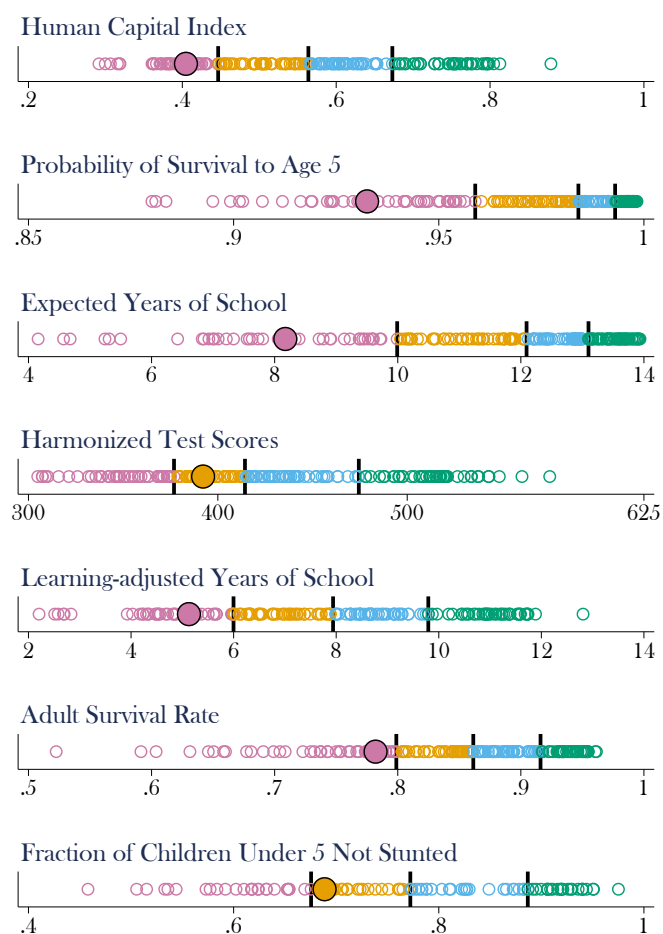 Human Capital Index
.2 .4 .6 .8 1
Probability of Survival to Age 5
.85 .9 .95 1
Expected Years of School
4 6 8 10 12 14
Harmonized Test Scores
300 400 500 625
Learning-adjusted Years of School
2 4 6 8 10 12 14
Adult Survival Rate
.5 .6 .7 .8 .9 1
Fraction of Children Under 5 Not Stunted
.4 .6 .8 1